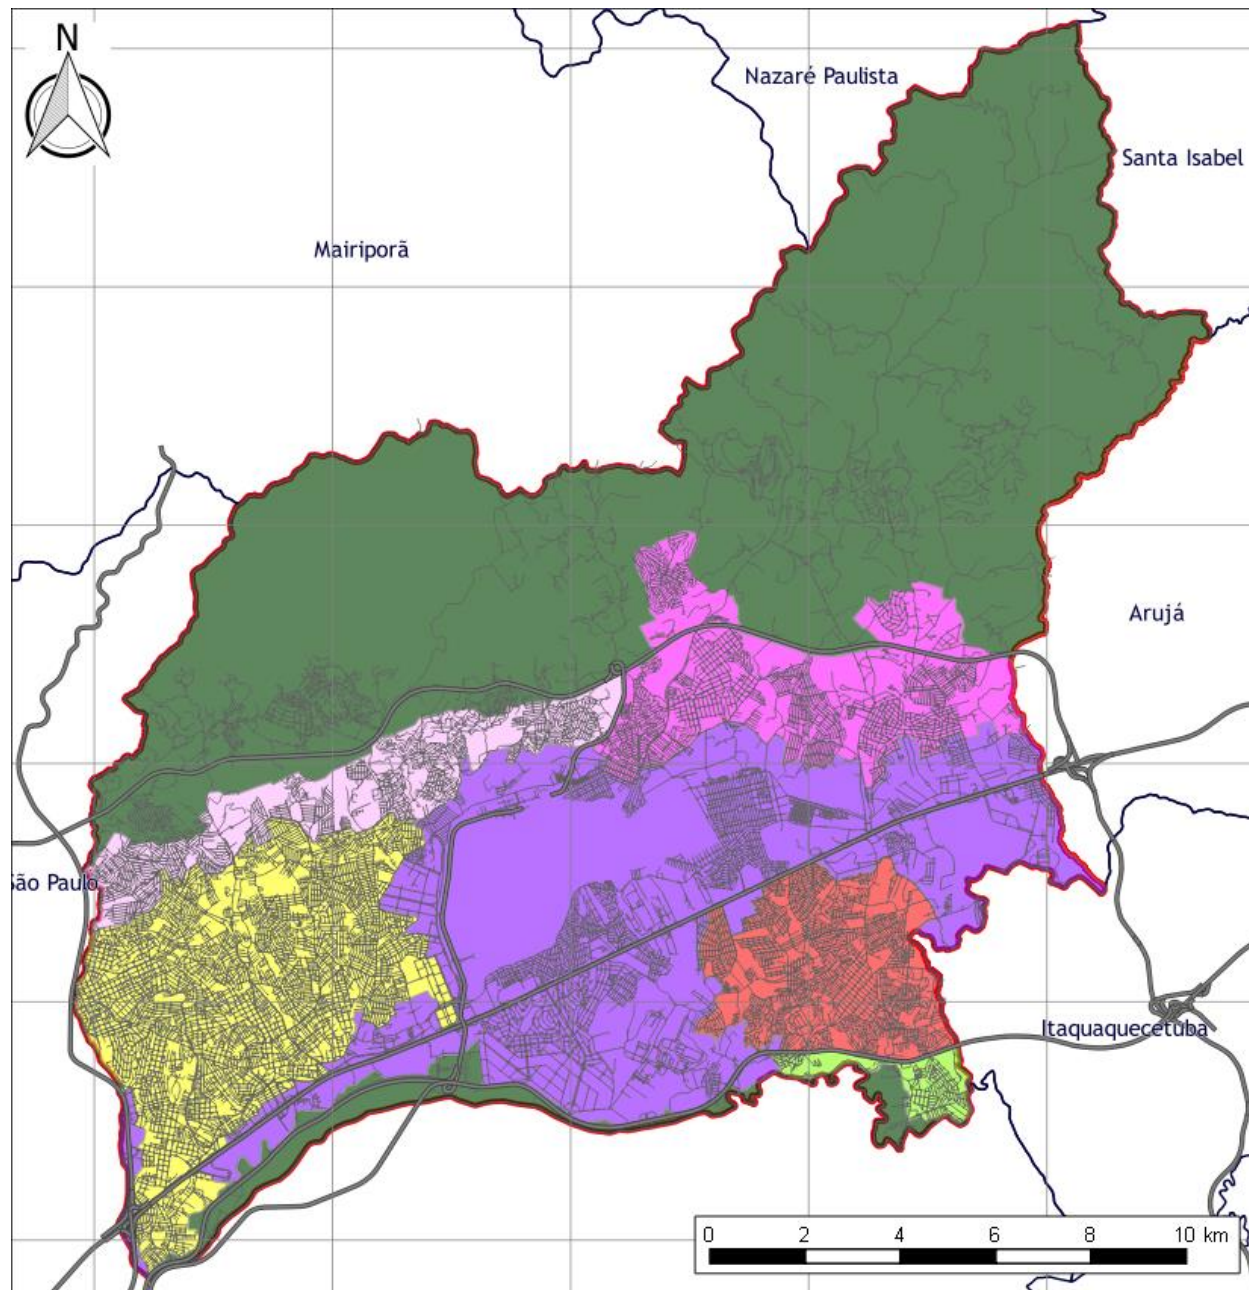 N
Nazaré Paulista
Santa Isabel
Mairiporã
Arujá
São Paulo
Itaquaquecetuba
0 2 4 6 8 10 km